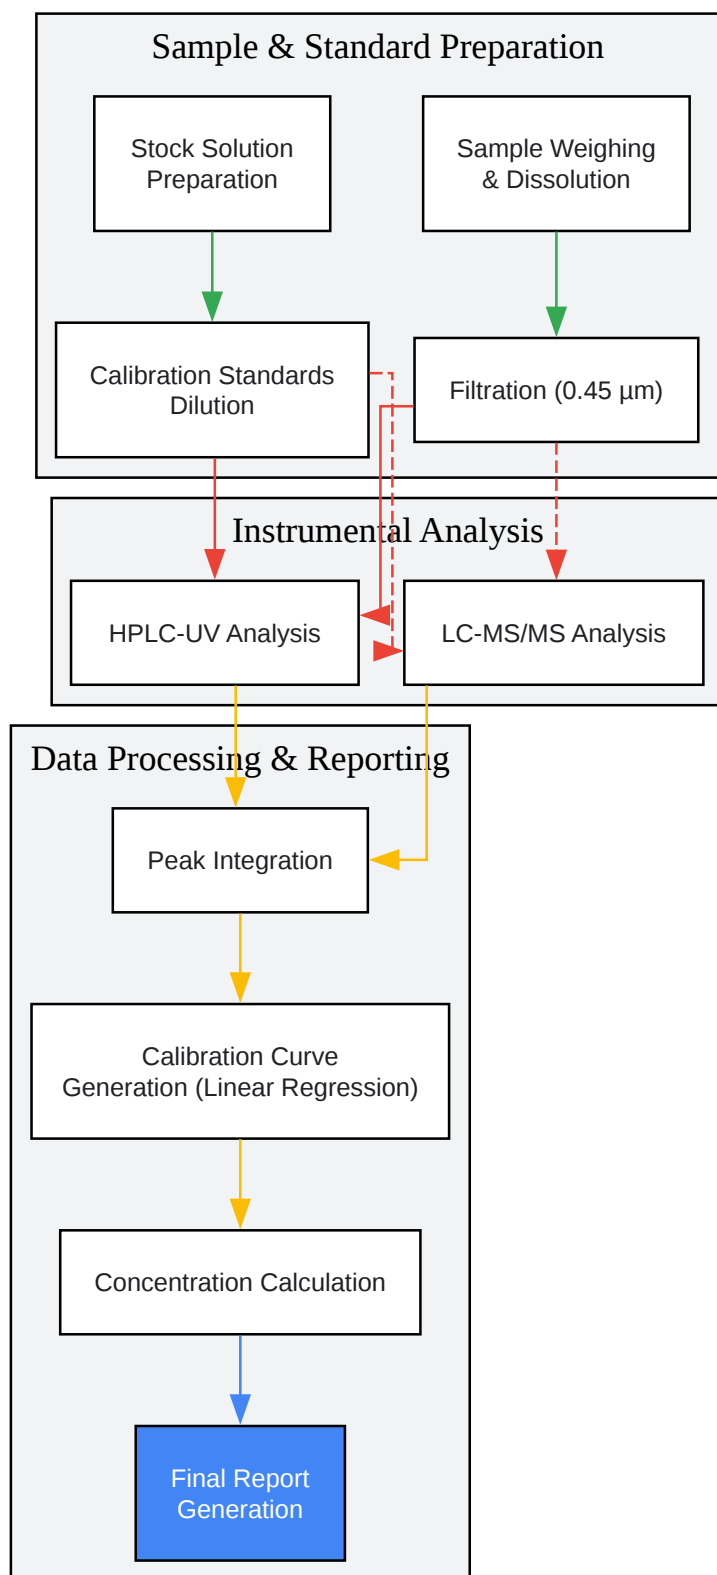 Sample & Standard Preparation
Stock Solution
Preparation
Sample Weighing
& Dissolution
Calibration Standards
Dilution
Filtration (0.45 µm)
Instrumental Analysis
HPLC-UV Analysis
LC-MS/MS Analysis
Data Processing & Reporting
Peak Integration
Calibration Curve
Generation (Linear Regression)
Concentration Calculation
Final Report
Generation